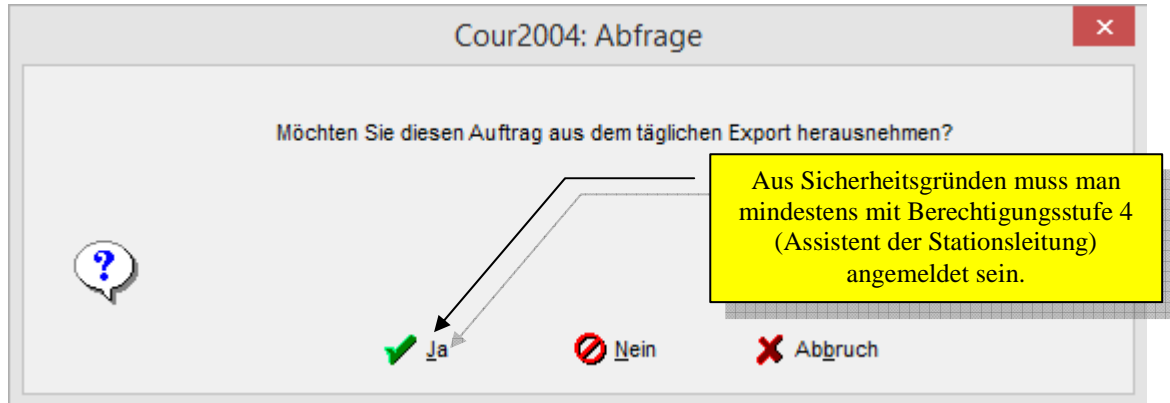 Cour2004: Abfrage
Möchten Sie diesen Auftrag aus dem täglichen Export herausnehmen?
Aus Sicherheitsgründen muss man
mindestens mit Berechtigungsstufe 4
(Assistent der Stationsleitung)
angemeldet sein.
Ja Nein Abbruch